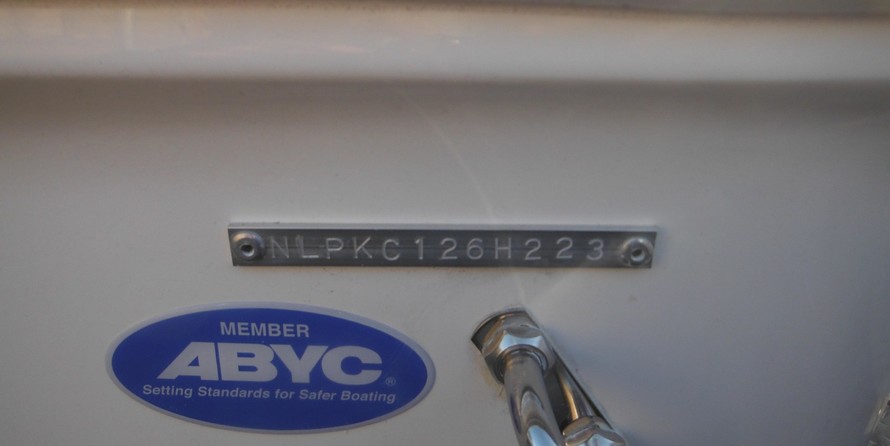 NLPKC126H223
MEMBER
ABYC®
Setting Standards for Safer Boating